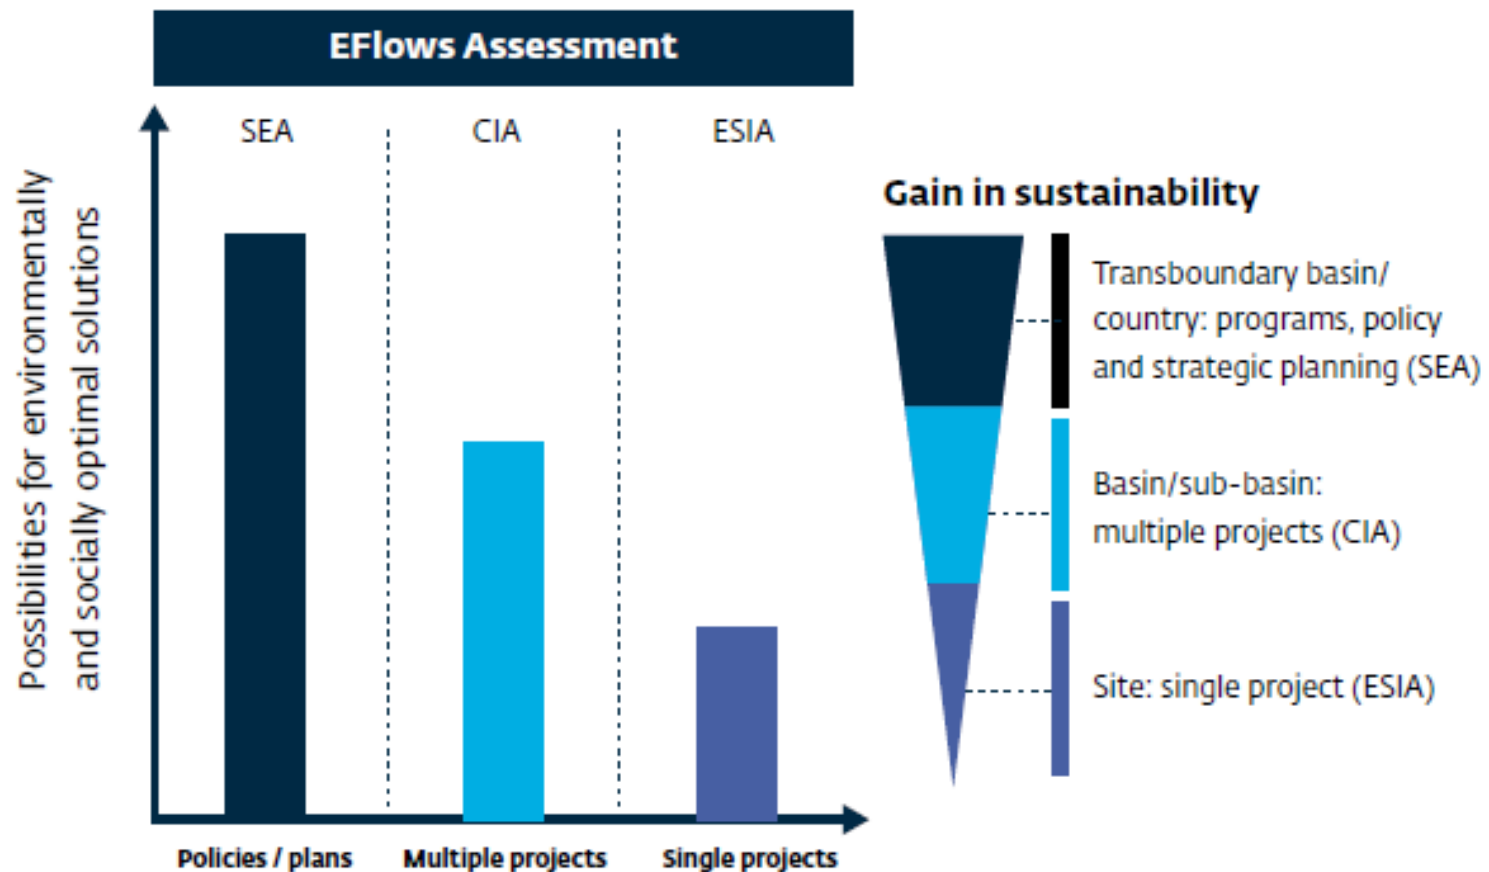 EFlows Assessment
SEA
CIA
ESIA
Possibilities for environmentally
and socially optimal solutions
Policies / plans
Multiple projects
Single projects
Gain in sustainability
Transboundary basin/
country: programs, policy
and strategic planning (SEA)
Basin/sub-basin:
multiple projects (CIA)
Site: single project (ESIA)